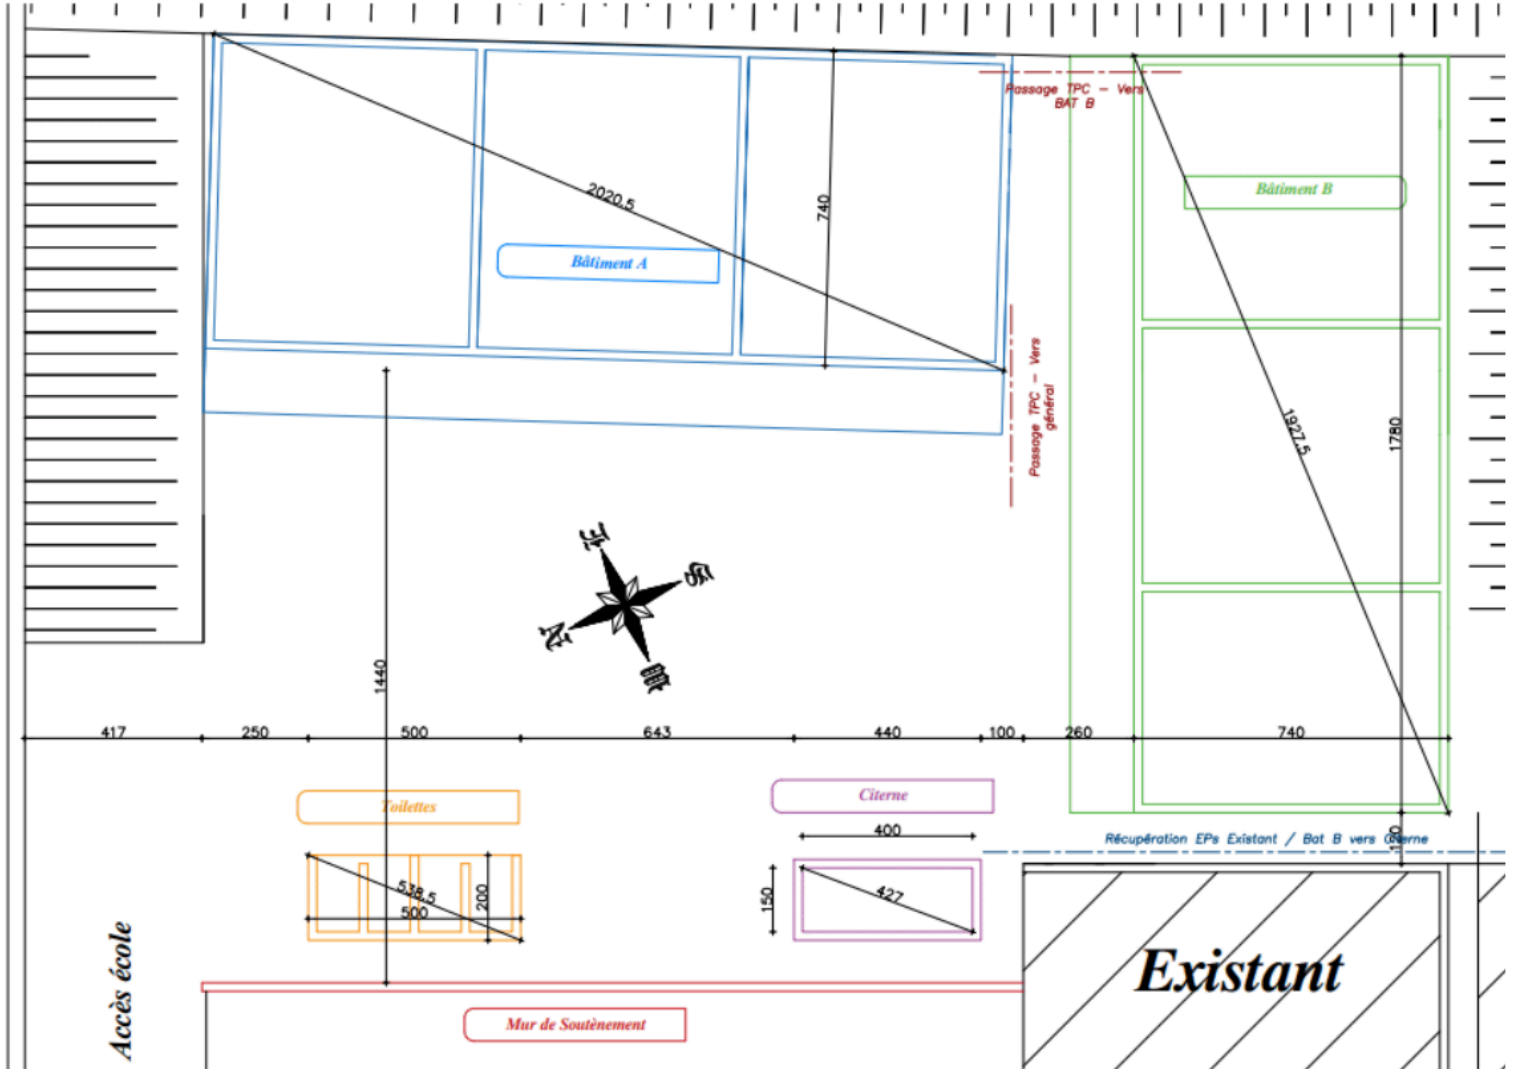 Passage TPC - Vers
BAT B
Bâtiment B
2020.5
740
Bâtiment A
Passage TPC - Vers
général
1927.5
1780
E
S
N
W
1440
417
250
500
643
440
100
260
740
Toilettes
Citerne
400
Récupération EPs Existant / Bat B vers Citerne
120
538.5
500
200
150
427
Accès école
Existant
Mur de Soutènement